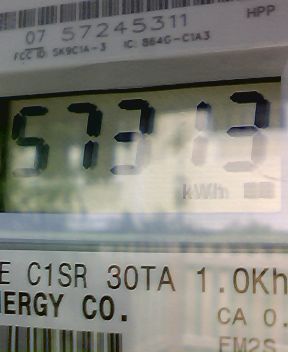 07 57245311
HPP
FCC ID: SK9C1A-3 IC: 864G-C1A3
57313
kWh
E C1SR 30TA 1.0Kh
ERGY CO.
CA 0.
EM2S